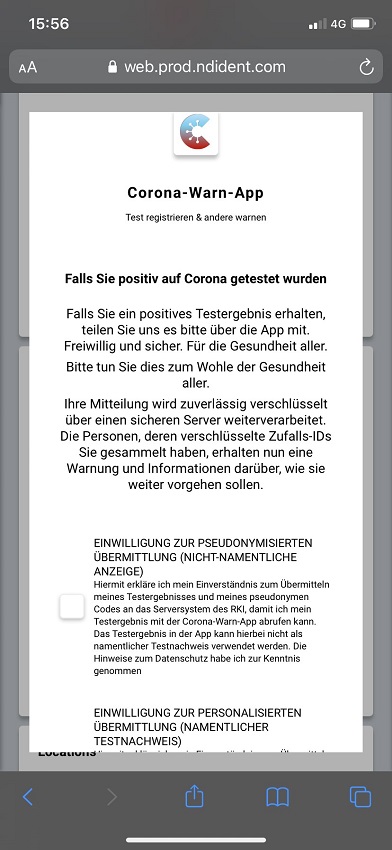 15:56
4G
AA
web.prod.ndident.com
Corona-Warn-App
Test registrieren & andere warnen
Falls Sie positiv auf Corona getestet wurden
Falls Sie ein positives Testergebnis erhalten,
teilen Sie uns es bitte über die App mit.
Freiwillig und sicher. Für die Gesundheit aller.
Bitte tun Sie dies zum Wohle der Gesundheit
aller.
Ihre Mitteilung wird zuverlässig verschlüsselt
über einen sicheren Server weiterverarbeitet.
Die Personen, deren verschlüsselte Zufalls-IDs
Sie gesammelt haben, erhalten nun eine
Warnung und Informationen darüber, wie sie
weiter vorgehen sollen.
EINWILLIGUNG ZUR PSEUDONYMISIERTEN
ÜBERMITTLUNG (NICHT-NAMENTLICHE
ANZEIGE)
Hiermit erkläre ich mein Einverständnis zum Übermitteln
meines Testergebnisses und meines pseudonymen
Codes an das Serversystem des RKI, damit ich mein
Testergebnis mit der Corona-Warn-App abrufen kann.
Das Testergebnis in der App kann hierbei nicht als
namentlicher Testnachweis verwendet werden. Die
Hinweise zum Datenschutz habe ich zur Kenntnis
genommen
EINWILLIGUNG ZUR PERSONALISIERTEN
ÜBERMITTLUNG (NAMENTLICHER
TESTNACHWEIS)
Locations